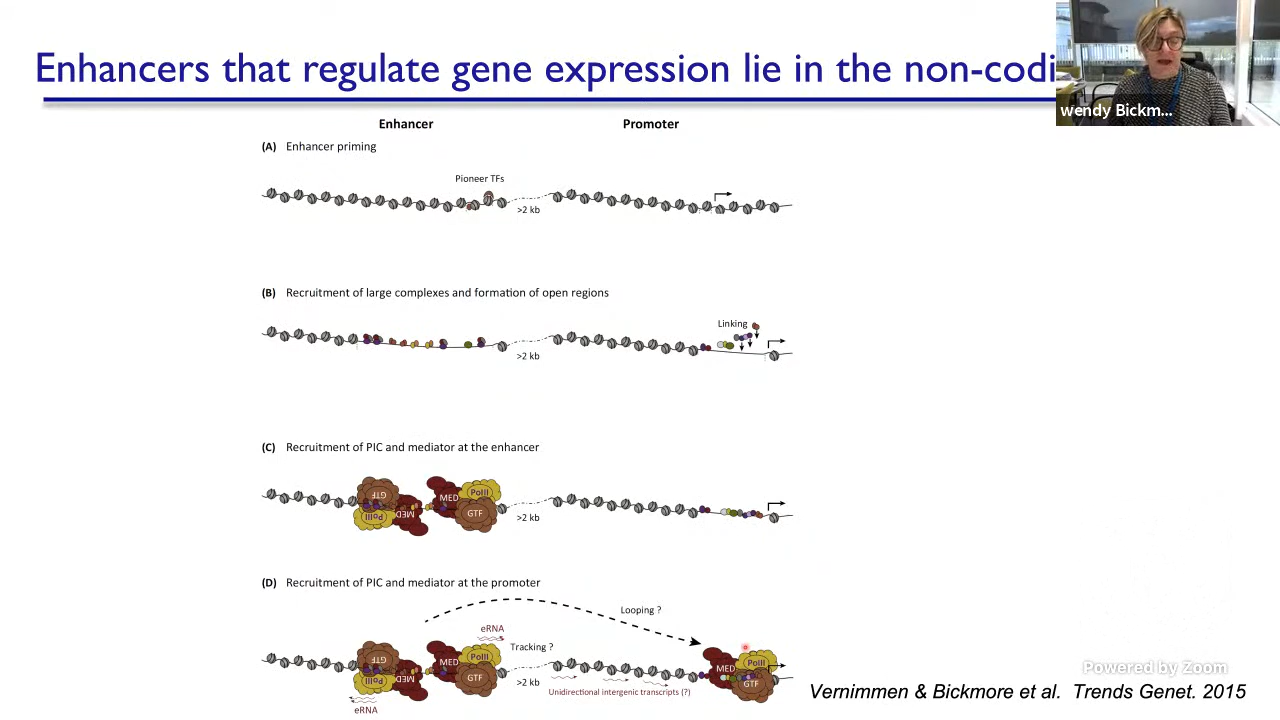 Enhancers that regulate gene expression lie in the non-codi
wendy Bickm...
Enhancer Promoter
(A) Enhancer priming
Pioneer TFs
>2 kb
(B) Recruitment of large complexes and formation of open regions
Linking
>2 kb
(C) Recruitment of PIC and mediator at the enhancer
GTF MED PolII
PolII MED GTF
>2 kb
(D) Recruitment of PIC and mediator at the promoter
Looping ?
eRNA
Tracking ?
GTF MED PolII MED PolII
PolII MED GTF GTF
>2 kb
Unidirectional intergenic transcripts (?)
eRNA
Powered by Zoom
Vernimmen & Bickmore et al. Trends Genet. 2015